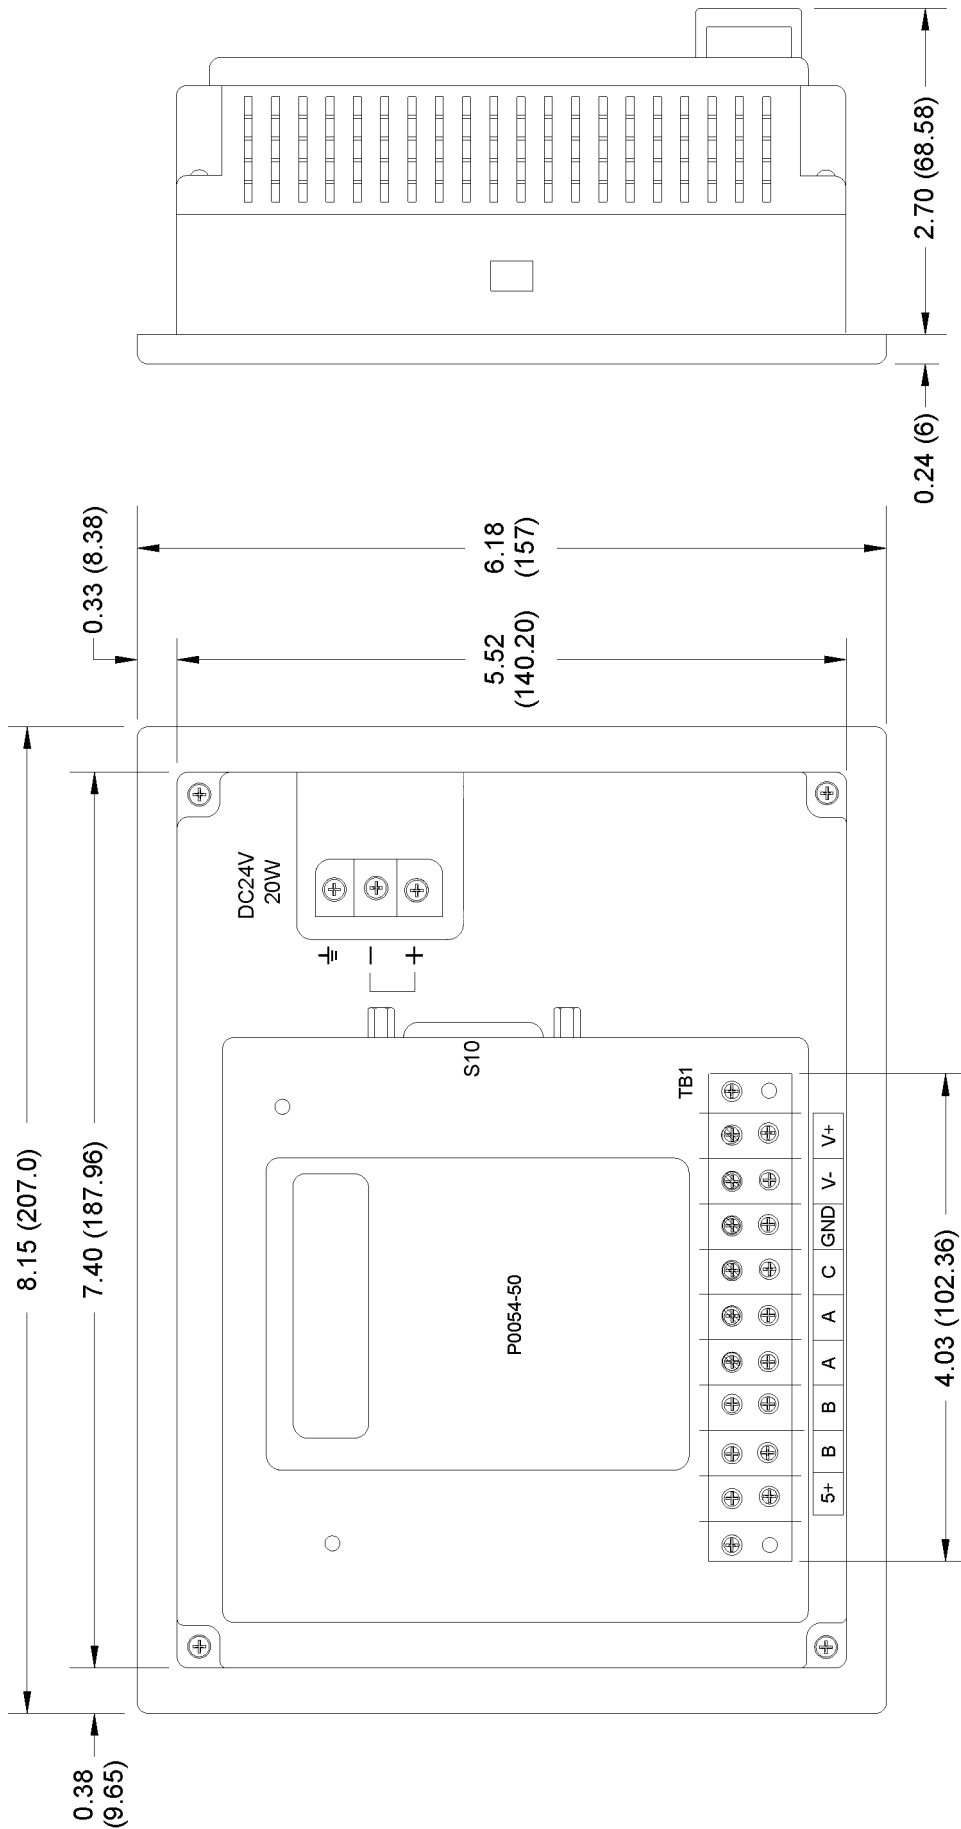 8.15 (207.0)
7.40 (187.96)
0.38
(9.65)
0.33 (8.38)
DC24V
20W
− +
S10
P0054-50
TB1
5+ B B A A C GND V- V+
4.03 (102.36)
5.52
(140.20)
6.18
(157)
0.24 (6)
2.70 (68.58)